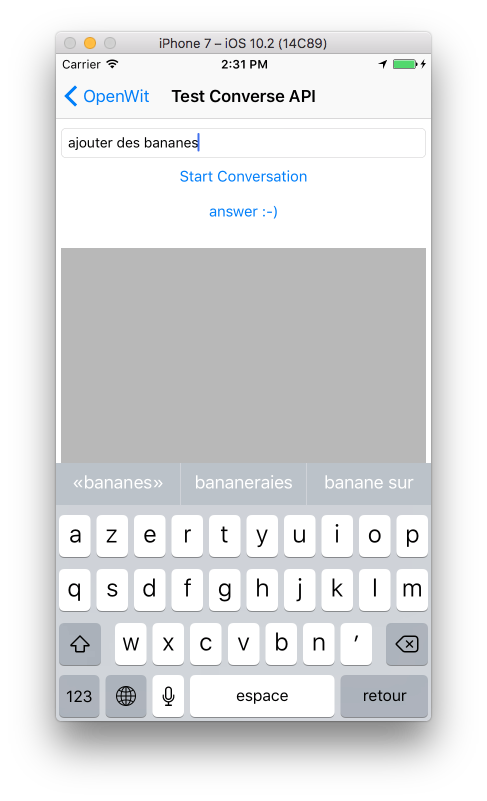 iPhone 7 – iOS 10.2 (14C89)
Carrier 2:31 PM
OpenWit Test Converse API
ajouter des bananes
Start Conversation
answer :-)
«bananes» bananeraies banane sur
a z e r t y u i o p
q s d f g h j k l m
w x c v b n ’
123 espace retour